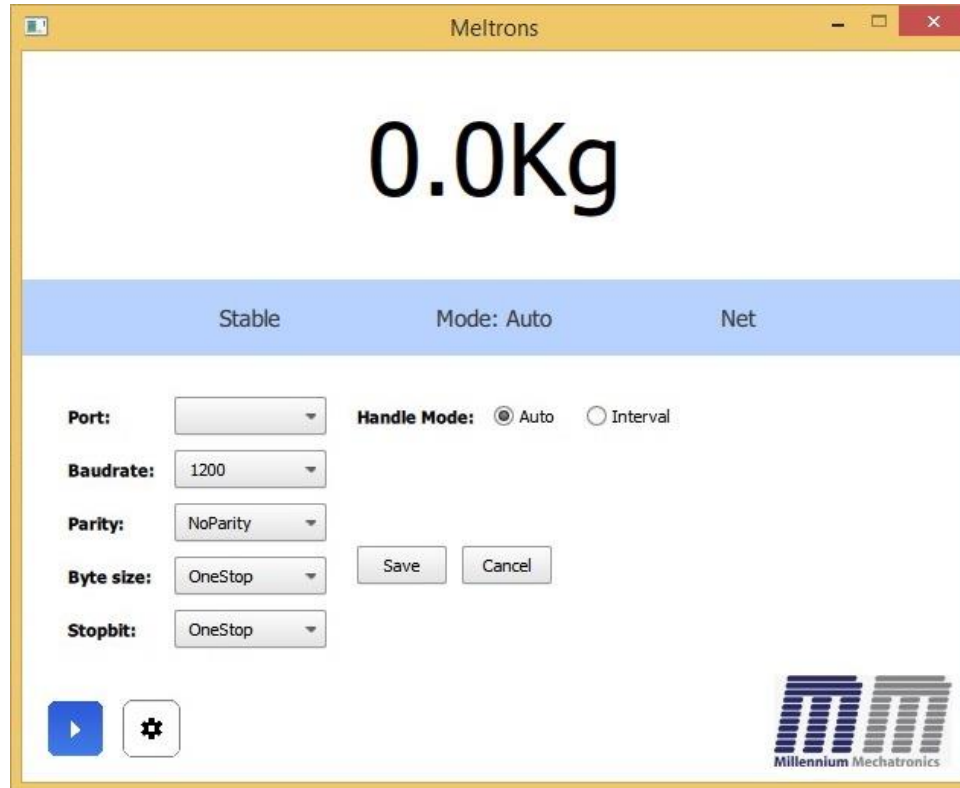 Meltrons
0.0Kg
Stable Mode: Auto Net
Port: Handle Mode: Auto Interval
Baudrate: 1200
Parity: NoParity
Byte size: OneStop Save Cancel
Stopbit: OneStop
Millennium Mechatronics